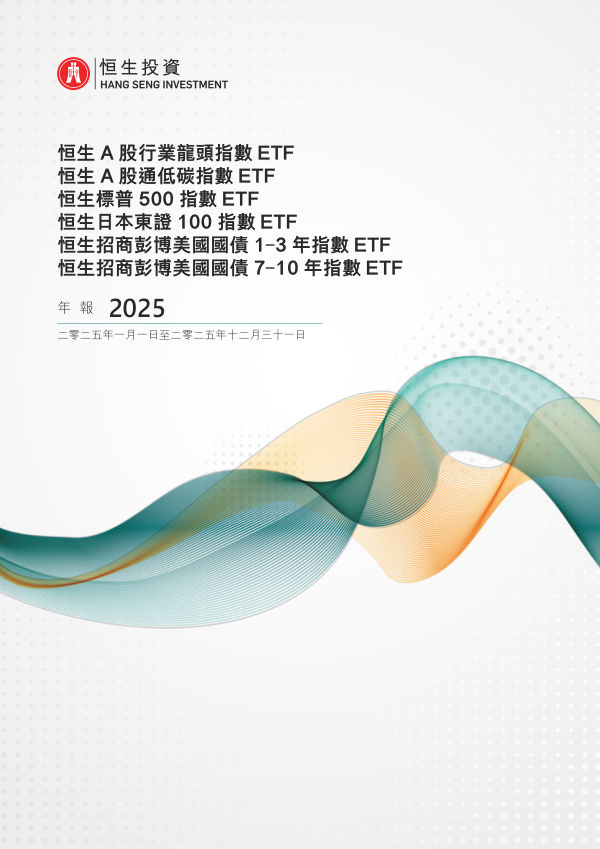 恒生投資
HANG SENG INVESTMENT
恒生 A 股行業龍頭指數 ETF
恒生 A 股通低碳指數 ETF
恒生標普 500 指數 ETF
恒生日本東證 100 指數 ETF
恒生招商彭博美國國債 1-3 年指數 ETF
恒生招商彭博美國國債 7-10 年指數 ETF
年報 2025
二零二五年一月一日至二零二五年十二月三十一日